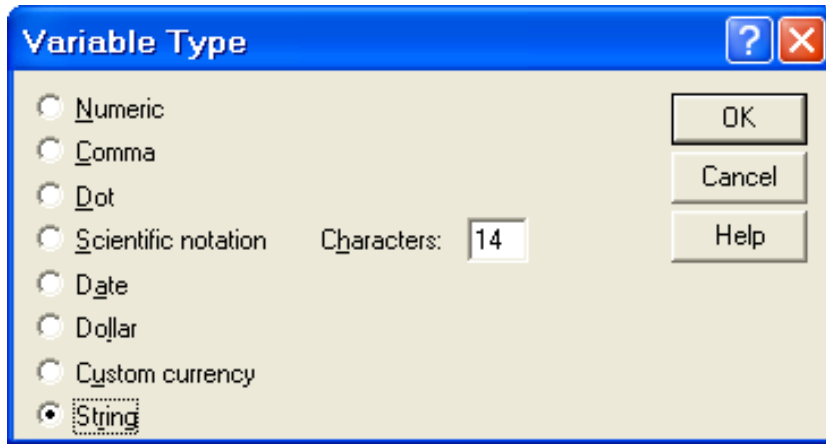 Variable Type
Numeric
Comma
Dot
Scientific notation
Characters: 14
Date
Dollar
Custom currency
String
OK
Cancel
Help